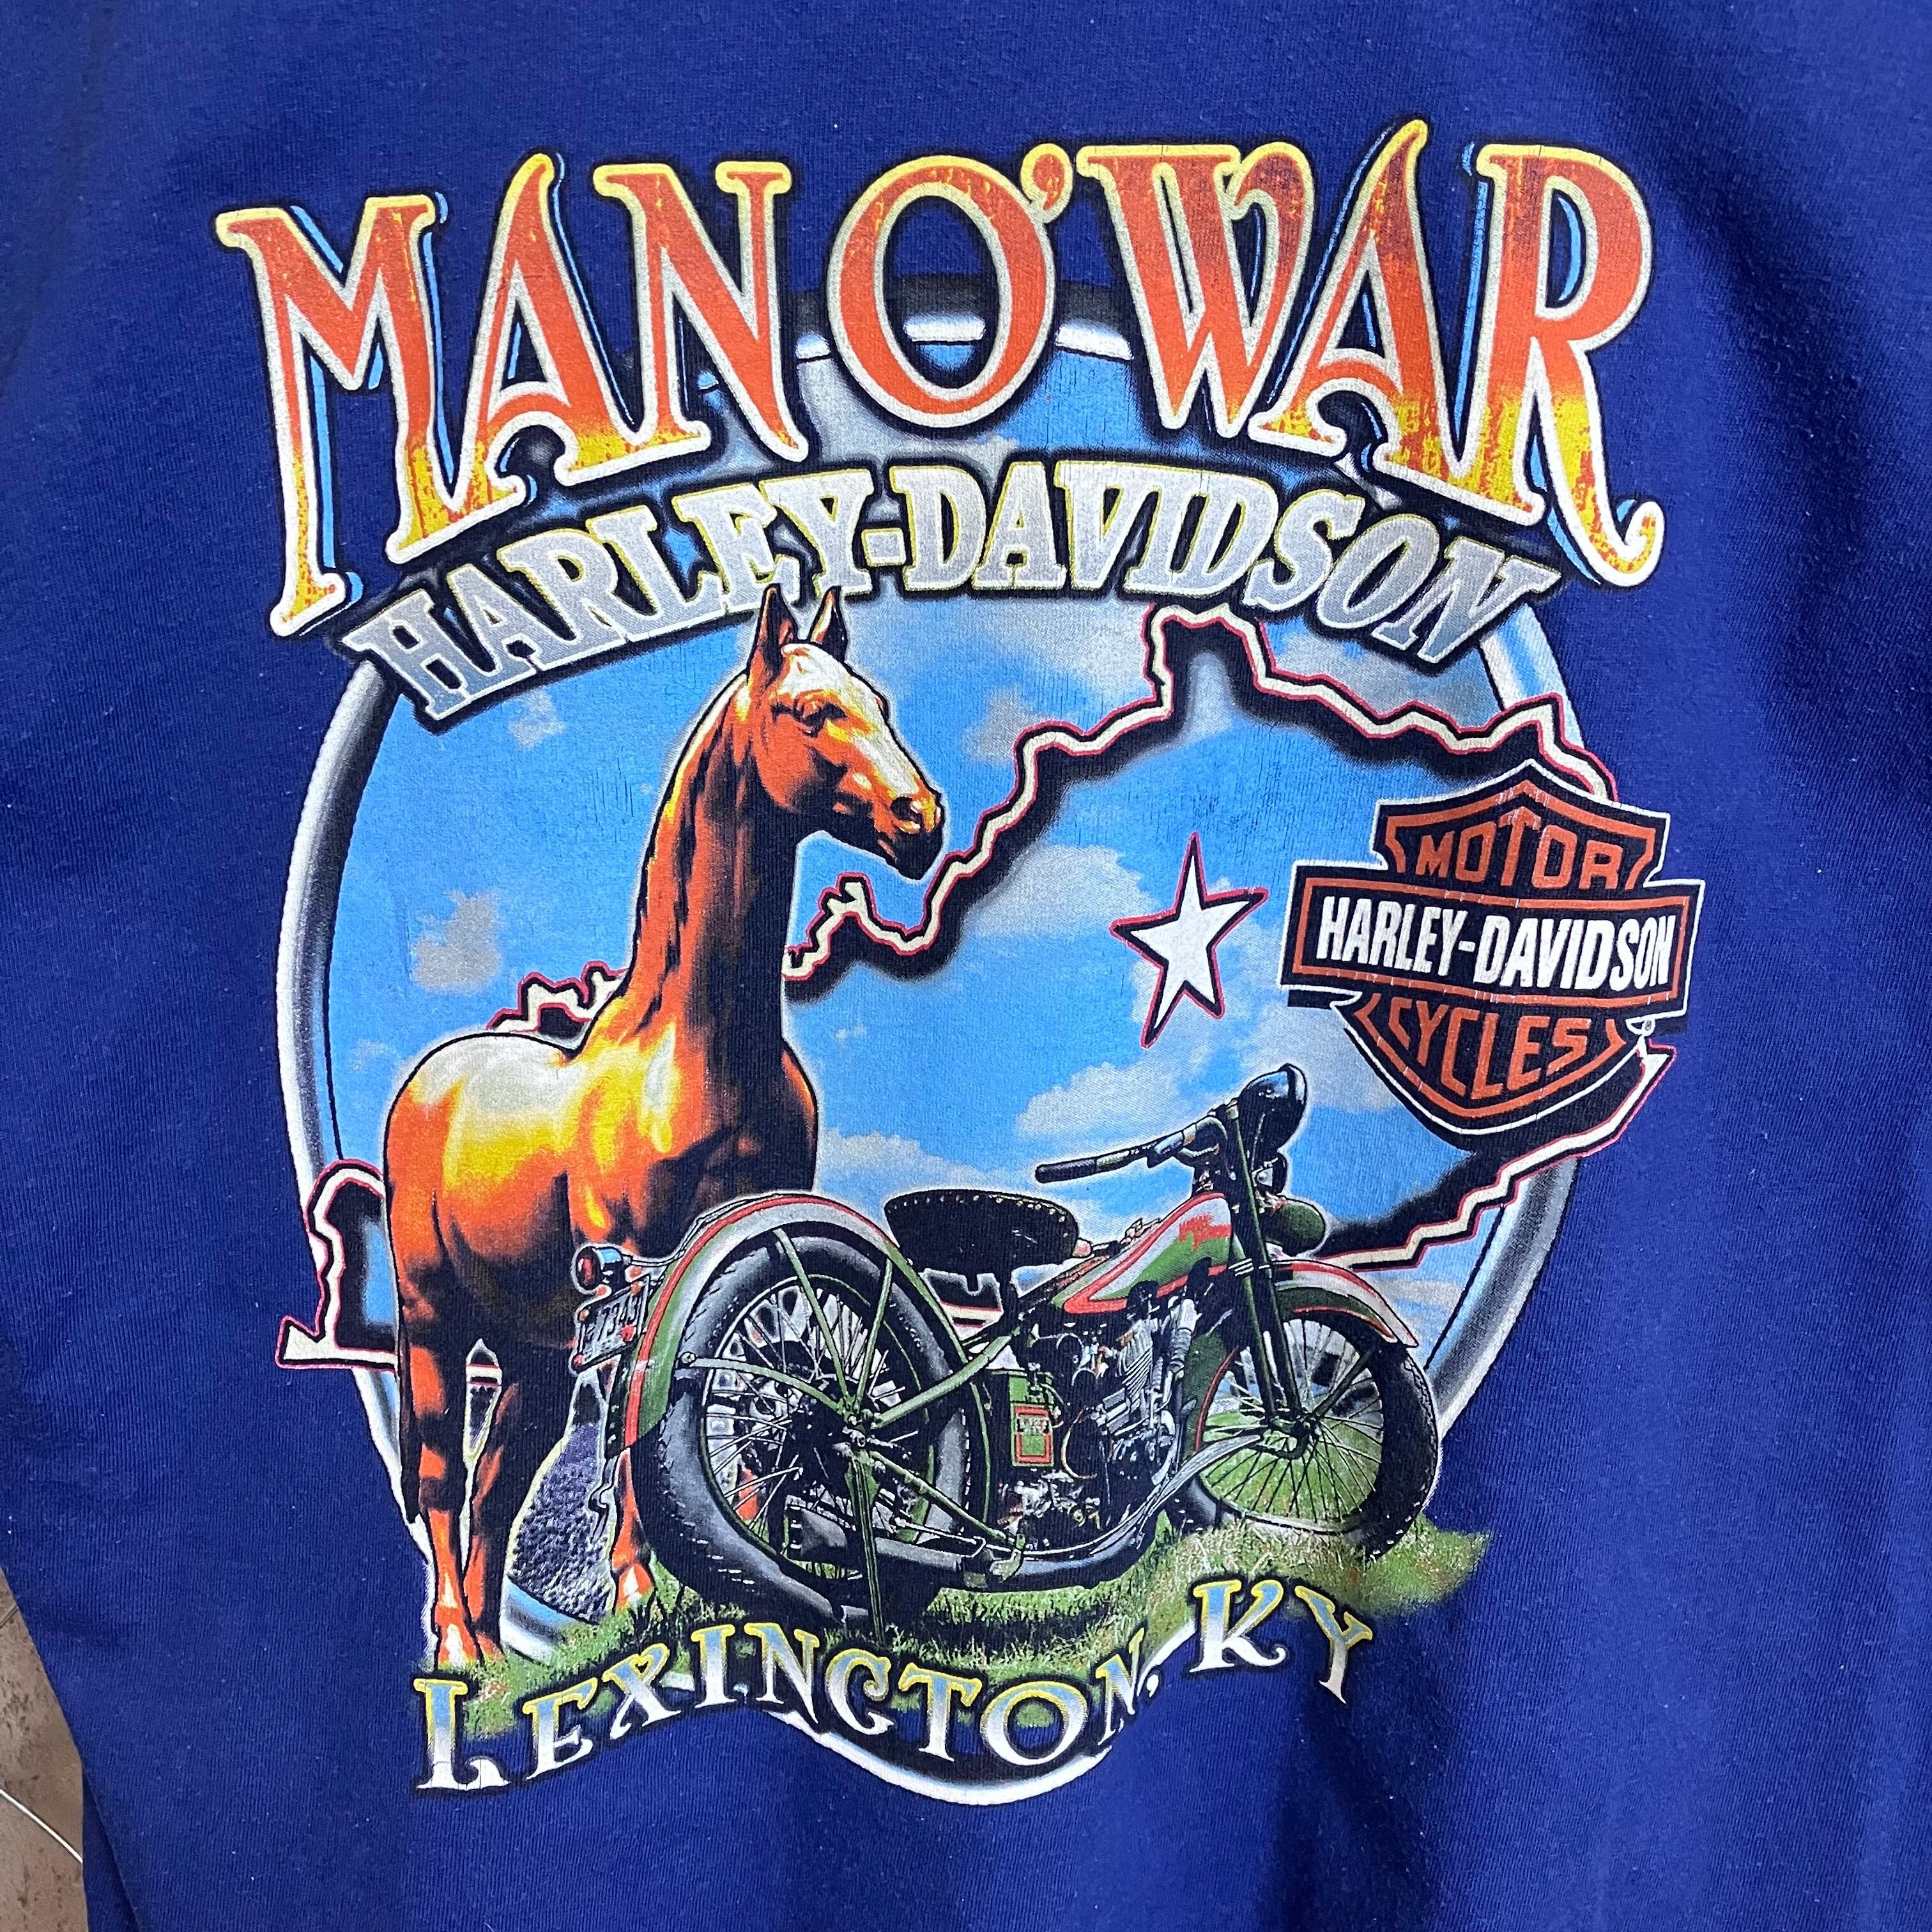 MAN O' WAR
HARLEY-DAVIDSON
MOTOR
HARLEY-DAVIDSON
CYCLES
LEXINGTON, KY